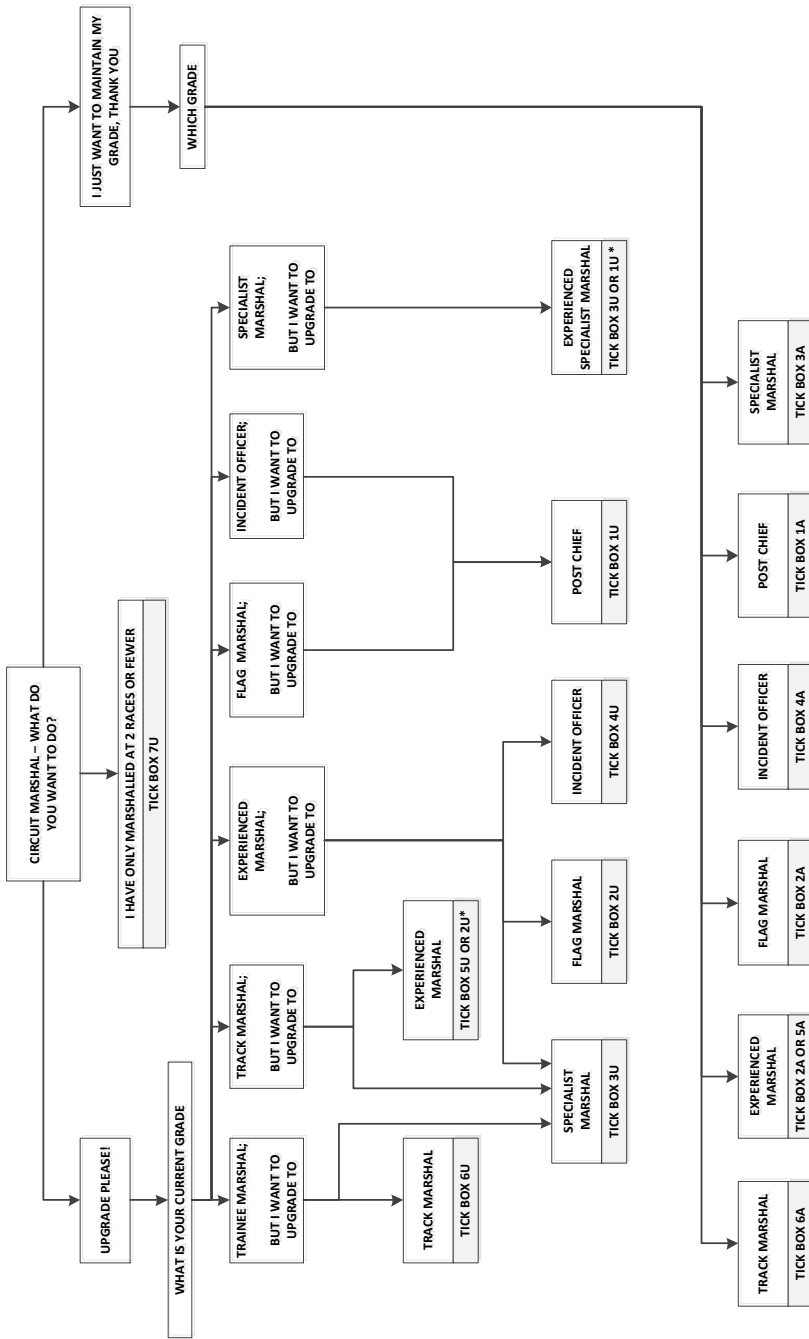 CIRCUIT MARSHAL – WHAT DO
YOU WANT TO DO?
UPGRADE PLEASE!
I HAVE ONLY MARSHALLED AT 2 RACES OR FEWER
TICK BOX 7U
I JUST WANT TO MAINTAIN MY
GRADE, THANK YOU
WHAT IS YOUR CURRENT GRADE
WHICH GRADE
TRAINEE MARSHAL;
BUT I WANT TO
UPGRADE TO
TRACK MARSHAL;
BUT I WANT TO
UPGRADE TO
EXPERIENCED
MARSHAL;
BUT I WANT TO
UPGRADE TO
FLAG MARSHAL;
BUT I WANT TO
UPGRADE TO
INCIDENT OFFICER;
BUT I WANT TO
UPGRADE TO
SPECIALIST
MARSHAL;
BUT I WANT TO
UPGRADE TO
TRACK MARSHAL
TICK BOX 6U
EXPERIENCED
MARSHAL
TICK BOX 5U OR 2U*
SPECIALIST
MARSHAL
TICK BOX 3U
FLAG MARSHAL
TICK BOX 2U
INCIDENT OFFICER
TICK BOX 4U
POST CHIEF
TICK BOX 1U
EXPERIENCED
SPECIALIST MARSHAL
TICK BOX 3U OR 1U *
TRACK MARSHAL
TICK BOX 6A
EXPERIENCED
MARSHAL
TICK BOX 2A OR 5A
FLAG MARSHAL
TICK BOX 2A
INCIDENT OFFICER
TICK BOX 4A
POST CHIEF
TICK BOX 1A
SPECIALIST
MARSHAL
TICK BOX 3A